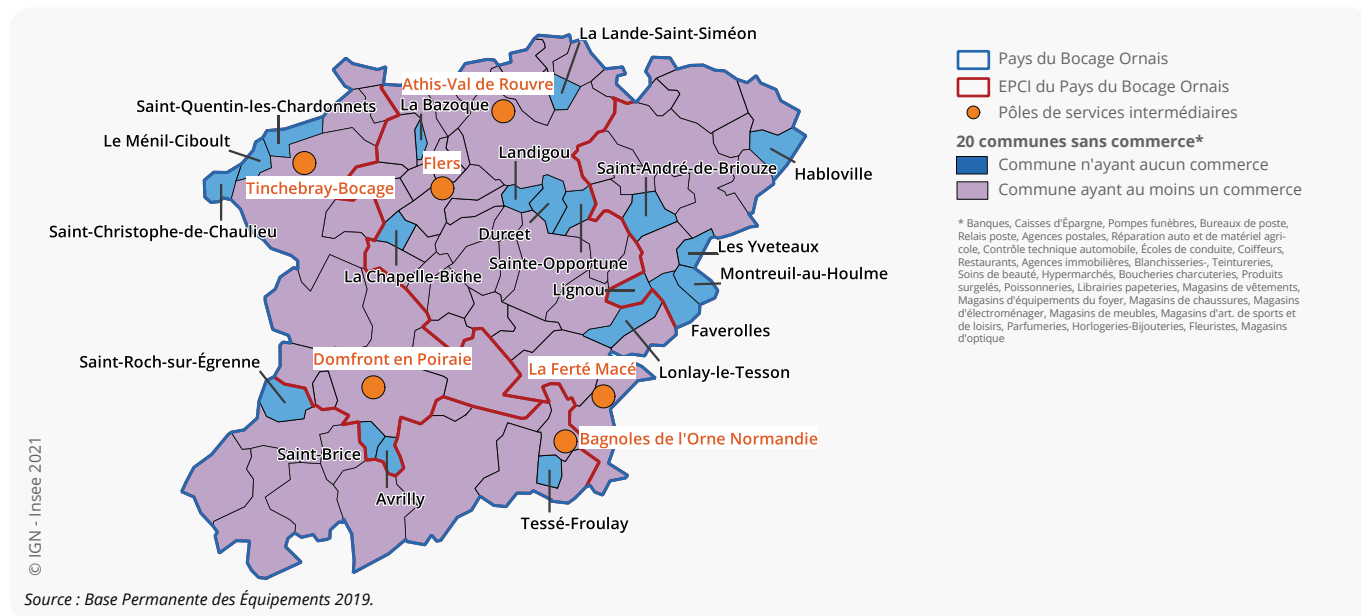 La Lande-Saint-Siméon
Athis-Val de Rouvre
Saint-Quentin-les-Chardonnets
La Bazoque
Le Ménil-Ciboult
Landigou
Flers
Saint-André-de-Briouze
Habloville
Tinchebray-Bocage
Saint-Christophe-de-Chaulieu
Durcet
Les Yveteaux
Sainte-Opportune
La Chapelle-Biche
Montreuil-au-Houlme
Lignou
Faverolles
Saint-Roch-sur-Égrenne
Domfront en Poiraie
La Ferté Macé
Lonlay-le-Tesson
Bagnoles de l'Orne Normandie
Saint-Brice
Avrilly
Tessé-Froulay
Pays du Bocage Ornais
EPCI du Pays du Bocage Ornais
Pôles de services intermédiaires
20 communes sans commerce*
Commune n'ayant aucun commerce
Commune ayant au moins un commerce
* Banques, Caisses d'Épargne, Pompes funèbres, Bureaux de poste,
Relais poste, Agences postales, Réparation auto et de matériel agri-
cole, Contrôle technique automobile, Écoles de conduite, Coiffeurs,
Restaurants, Agences immobilières, Blanchisseries-, Teintureries,
Soins de beauté, Hypermarchés, Boucheries charcuteries, Produits
surgelés, Poissonneries, Librairies papeteries, Magasins de vêtements,
Magasins d'équipements du foyer, Magasins de chaussures, Magasins
d'électroménager, Magasins de meubles, Magasins d'art. de sports et
de loisirs, Parfumeries, Horlogeries-Bijouteries, Fleuristes, Magasins
d'optique
© IGN - Insee 2021
Source : Base Permanente des Équipements 2019.